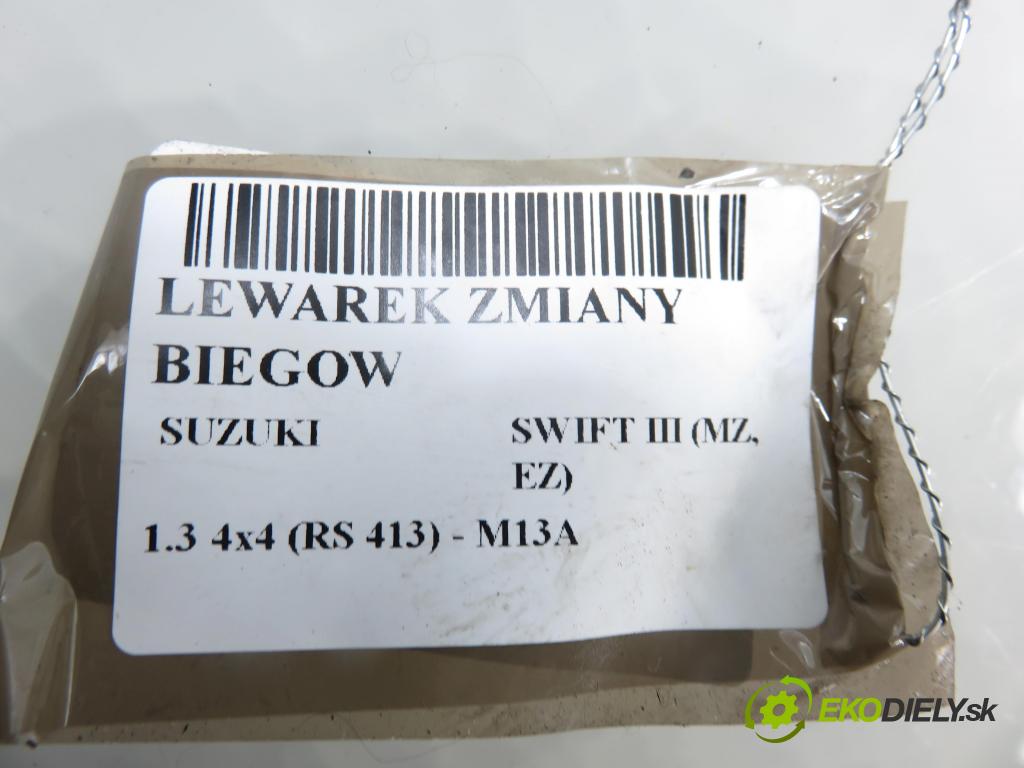 LEWAREK ZMIANY
BIEGOW
SUZUKI SWIFT III (MZ,
EZ)
1.3 4x4 (RS 413) - M13A
EKODIELY.sk